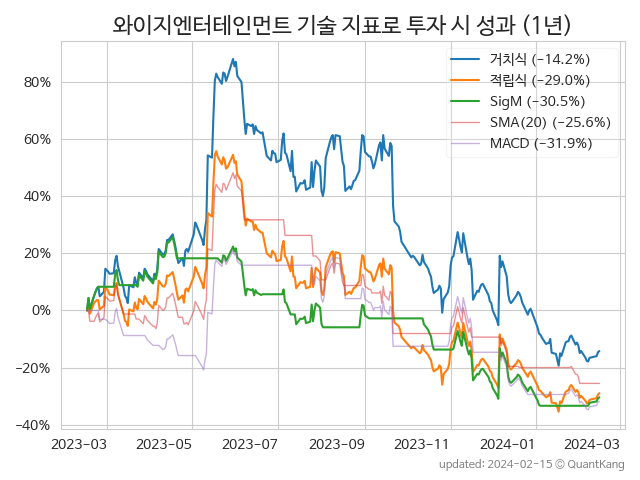 와이지엔터테인먼트 기술 지표로 투자 시 성과 (1년)
거치식 (−14.2%)
적립식 (−29.0%)
SigM (−30.5%)
SMA(20) (−25.6%)
MACD (−31.9%)
80%
60%
40%
20%
0%
−20%
−40%
2023-03 2023-05 2023-07 2023-09 2023-11 2024-01 2024-03
updated: 2024-02-15 © QuantKang